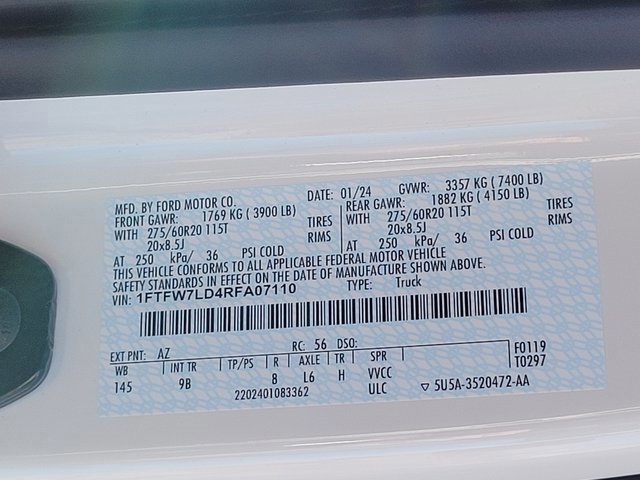 MFD. BY FORD MOTOR CO. DATE: 01/24 GVWR: 3357 KG ( 7400 LB)
FRONT GAWR: 1769 KG ( 3900 LB) REAR GAWR: 1882 KG ( 4150 LB)
WITH 275/60R20 115T TIRES WITH 275/60R20 115T TIRES
20x8.5J RIMS 20x8.5J RIMS
AT 250 kPa/ 36 PSI COLD AT 250 kPa/ 36 PSI COLD
THIS VEHICLE CONFORMS TO ALL APPLICABLE FEDERAL MOTOR VEHICLE
SAFETY STANDARDS IN EFFECT ON THE DATE OF MANUFACTURE SHOWN ABOVE.
VIN: 1FTFW7LD4RFA07110 TYPE: Truck
EXT PNT: AZ RC: 56 DSO: F0119
WB INT TR TP/PS R AXLE TR SPR T0297
145 9B 8 L6 H VVCC
2202401083362 ULC ▽ 5U5A-3520472-AA